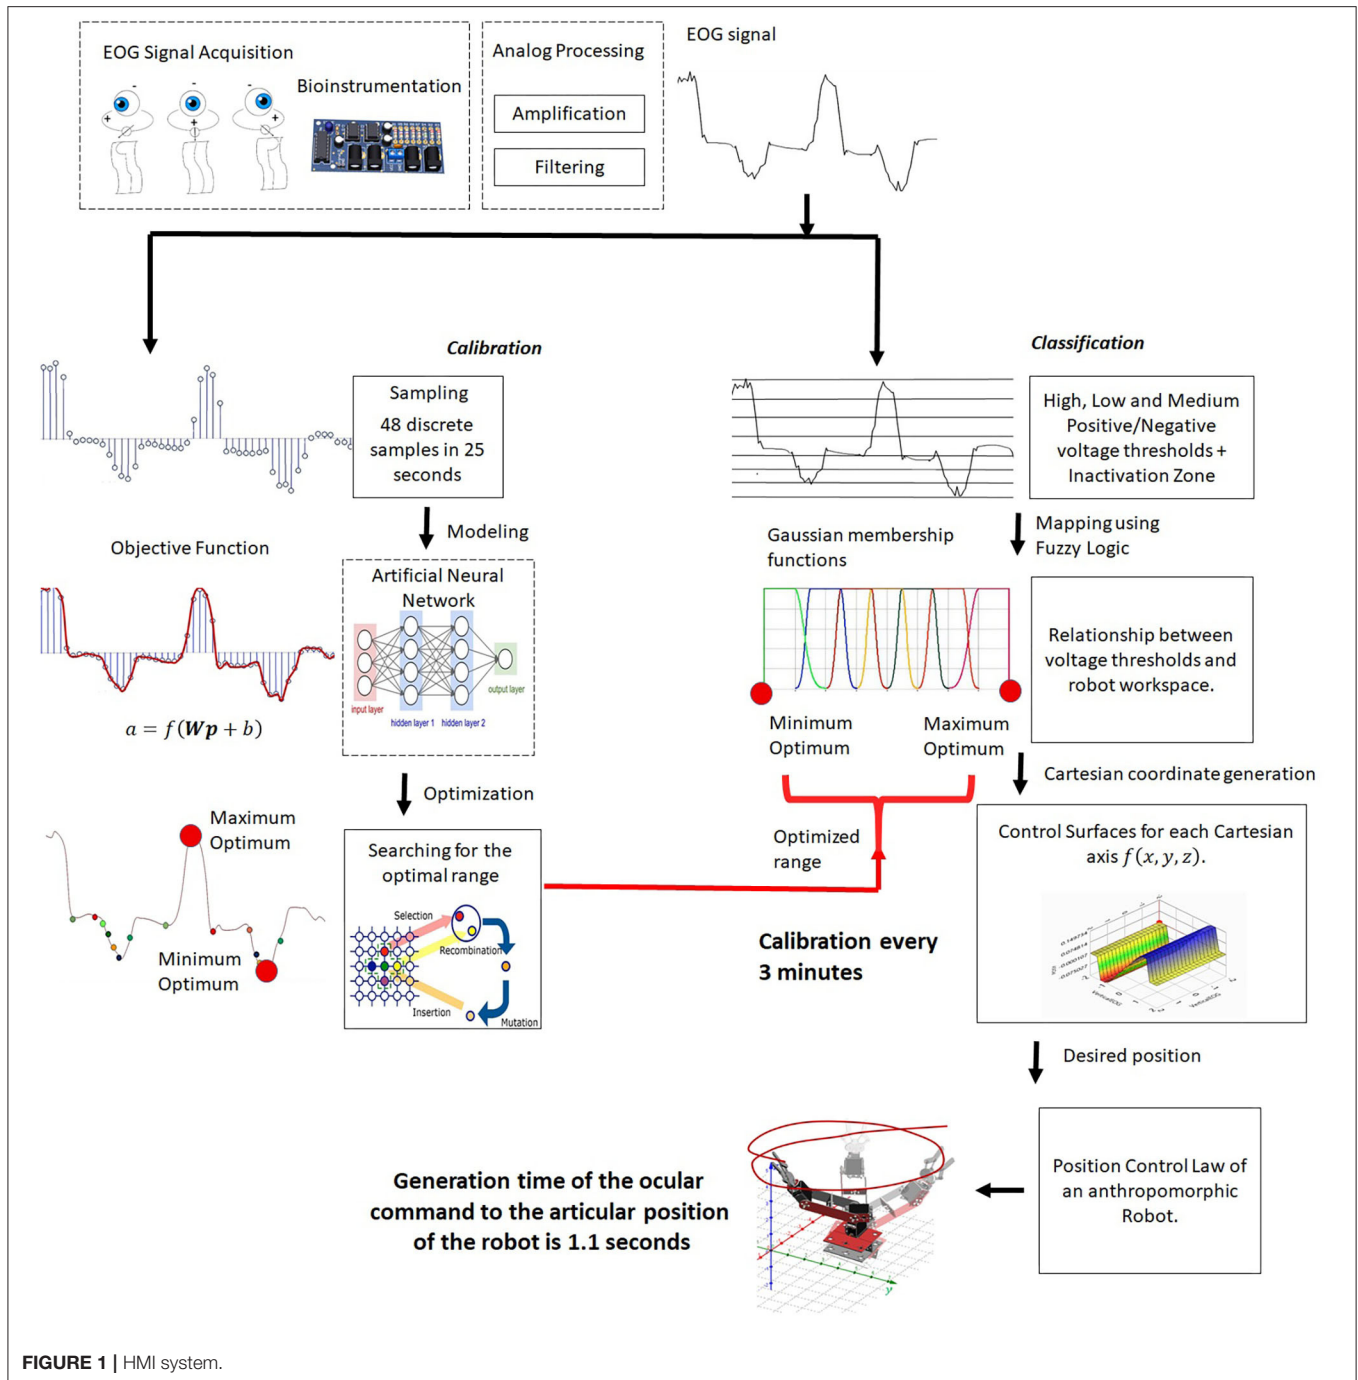 EOG Signal Acquisition
Bioinstrumentation
Analog Processing
Amplification
Filtering
EOG signal
Calibration
Sampling
48 discrete
samples in 25
seconds
Modeling
Objective Function
a = f(Wp + b)
Artificial Neural
Network
input layer
hidden layer 1
hidden layer 2
output layer
Optimization
Maximum
Optimum
Minimum
Optimum
Searching for the
optimal range
Selection
Recombination
Insertion
Mutation
Classification
High, Low and Medium
Positive/Negative
voltage thresholds +
Inactivation Zone
Mapping using
Fuzzy Logic
Gaussian membership
functions
Minimum
Optimum
Maximum
Optimum
Relationship between
voltage thresholds and
robot workspace.
Cartesian coordinate generation
Optimized
range
Calibration every
3 minutes
Control Surfaces for each Cartesian
axis f(x, y, z).
Desired position
Position Control Law of
an anthropomorphic
Robot.
Generation time of the ocular
command to the articular position
of the robot is 1.1 seconds
y
FIGURE 1 | HMI system.